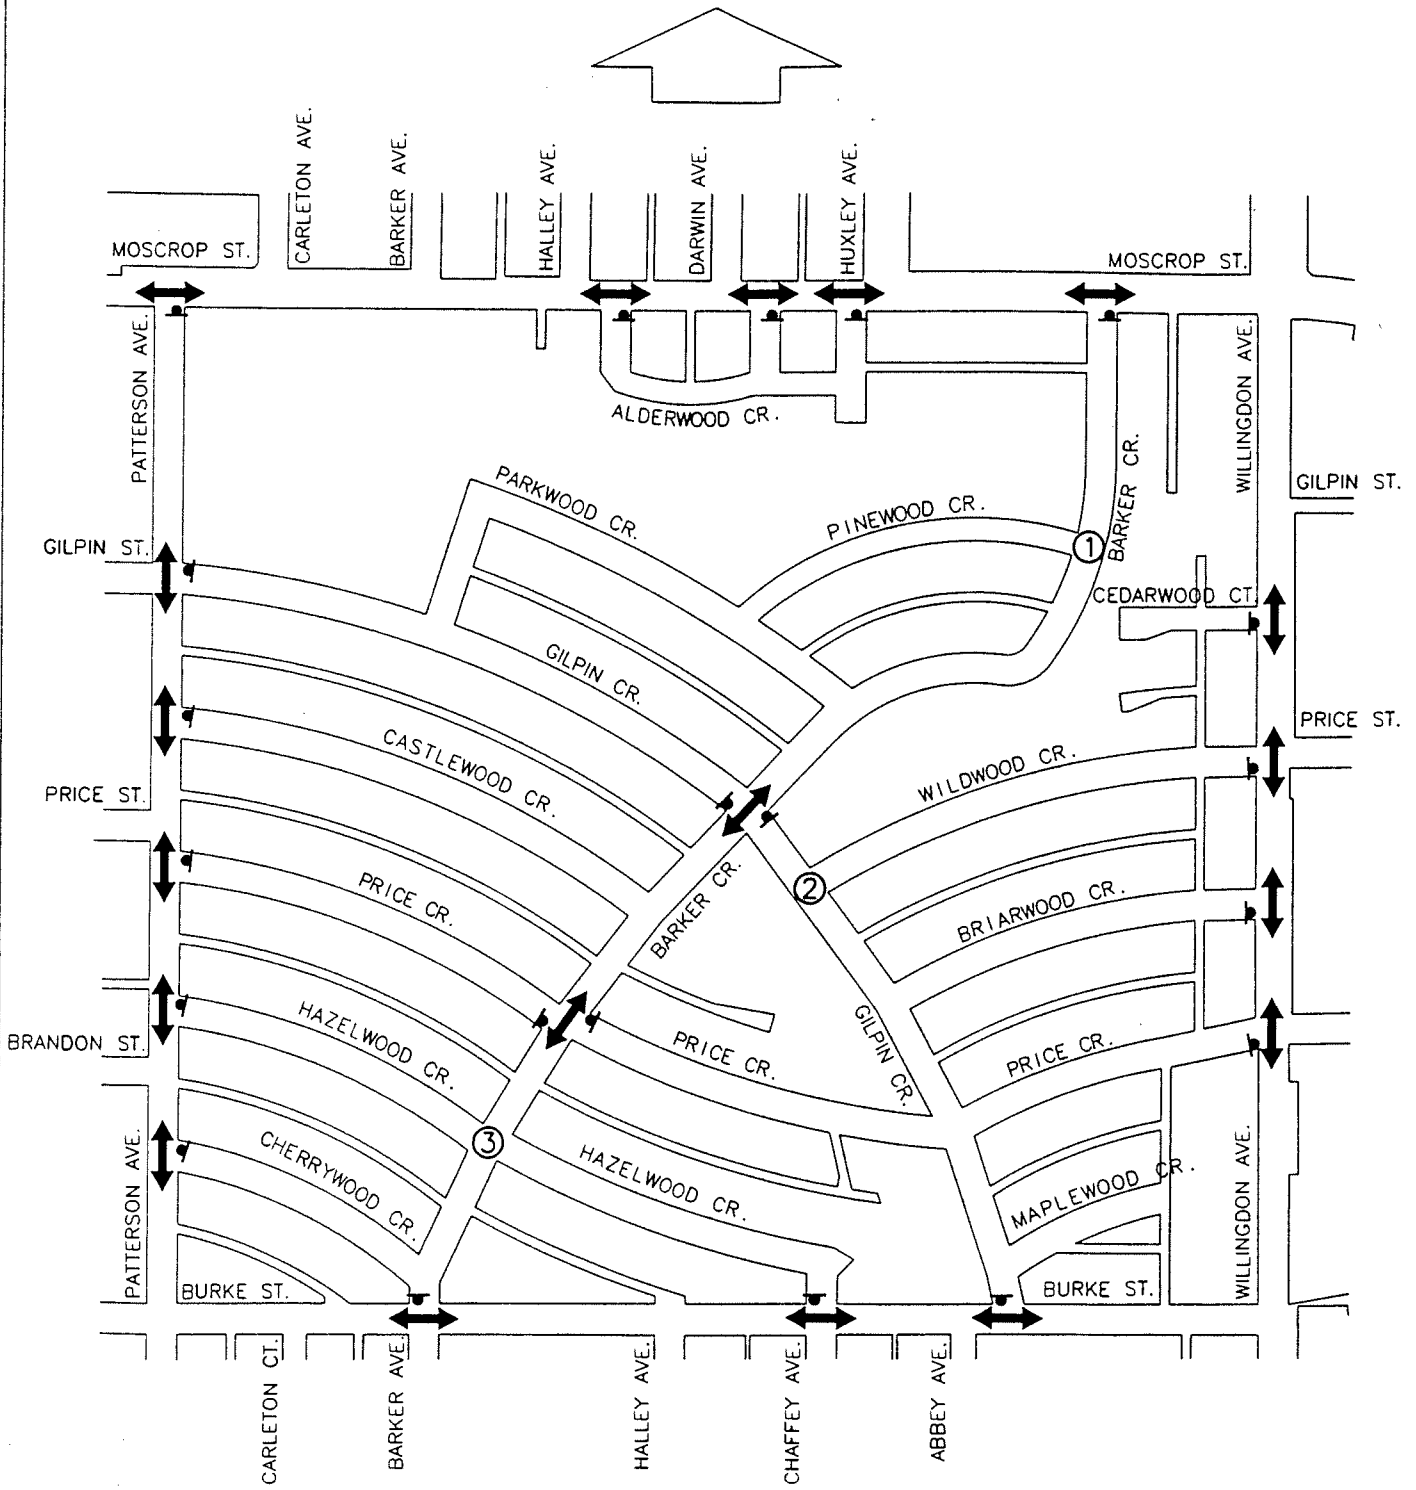 CARLETON AVE.
BARKER AVE.
HALLEY AVE.
DARWIN AVE.
HUXLEY AVE.
MOSCROP ST.
MOSCROP ST.
PATTERSON AVE.
WILLINGDON AVE.
ALDERWOOD CR.
BARKER CR.
GILPIN ST.
PARKWOOD CR.
PINEWOOD CR.
1
GILPIN ST.
CEDARWOOD CT.
GILPIN CR.
PRICE ST.
CASTLEWOOD CR.
WILDWOOD CR.
PRICE ST.
PRICE CR.
BARKER CR.
2
BRIARWOOD CR.
HAZELWOOD CR.
BRANDON ST.
PRICE CR.
GILPIN CR.
PRICE CR.
3
PATTERSON AVE.
CHERRYWOOD CR.
HAZELWOOD CR.
MAPLEWOOD CR.
WILLINGDON AVE.
BURKE ST.
BURKE ST.
CARLETON CT.
BARKER AVE.
HALLEY AVE.
CHAFFEY AVE.
ABBEY AVE.